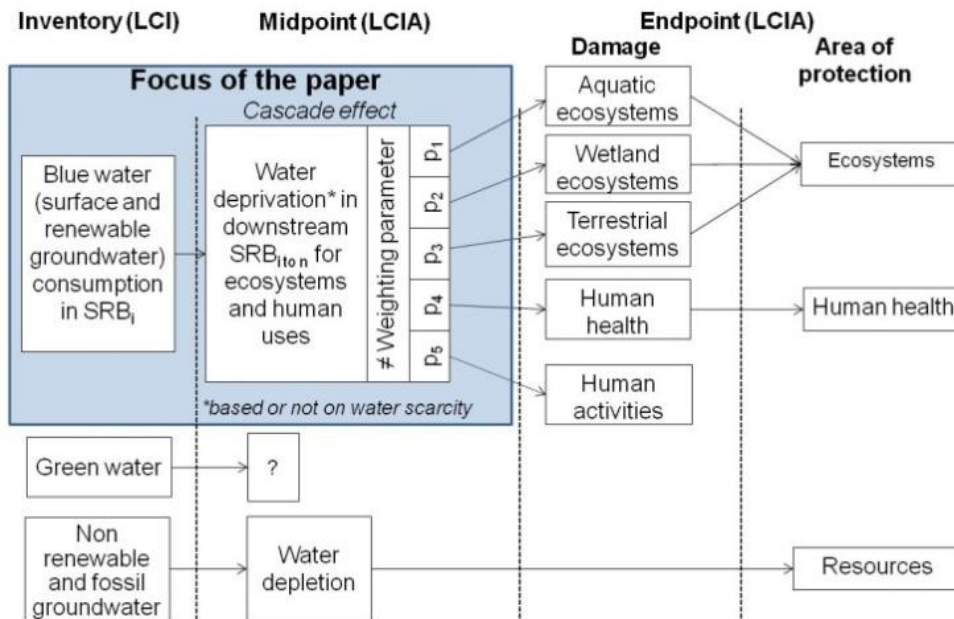 Inventory (LCI)
Midpoint (LCIA)
Endpoint (LCIA)
Damage
Area of
protection
Focus of the paper
Cascade effect
Blue water
(surface and
renewable
groundwater)
consumption
in SRBi
Water
deprivation* in
downstream
SRBi to n for
ecosystems
and human
uses
≠ Weighting parameter
p1
p2
p3
p4
p5
*based or not on water scarcity
Aquatic
ecosystems
Wetland
ecosystems
Terrestrial
ecosystems
Human
health
Human
activities
Ecosystems
Human health
Green water
?
Non
renewable
and fossil
groundwater
Water
depletion
Resources